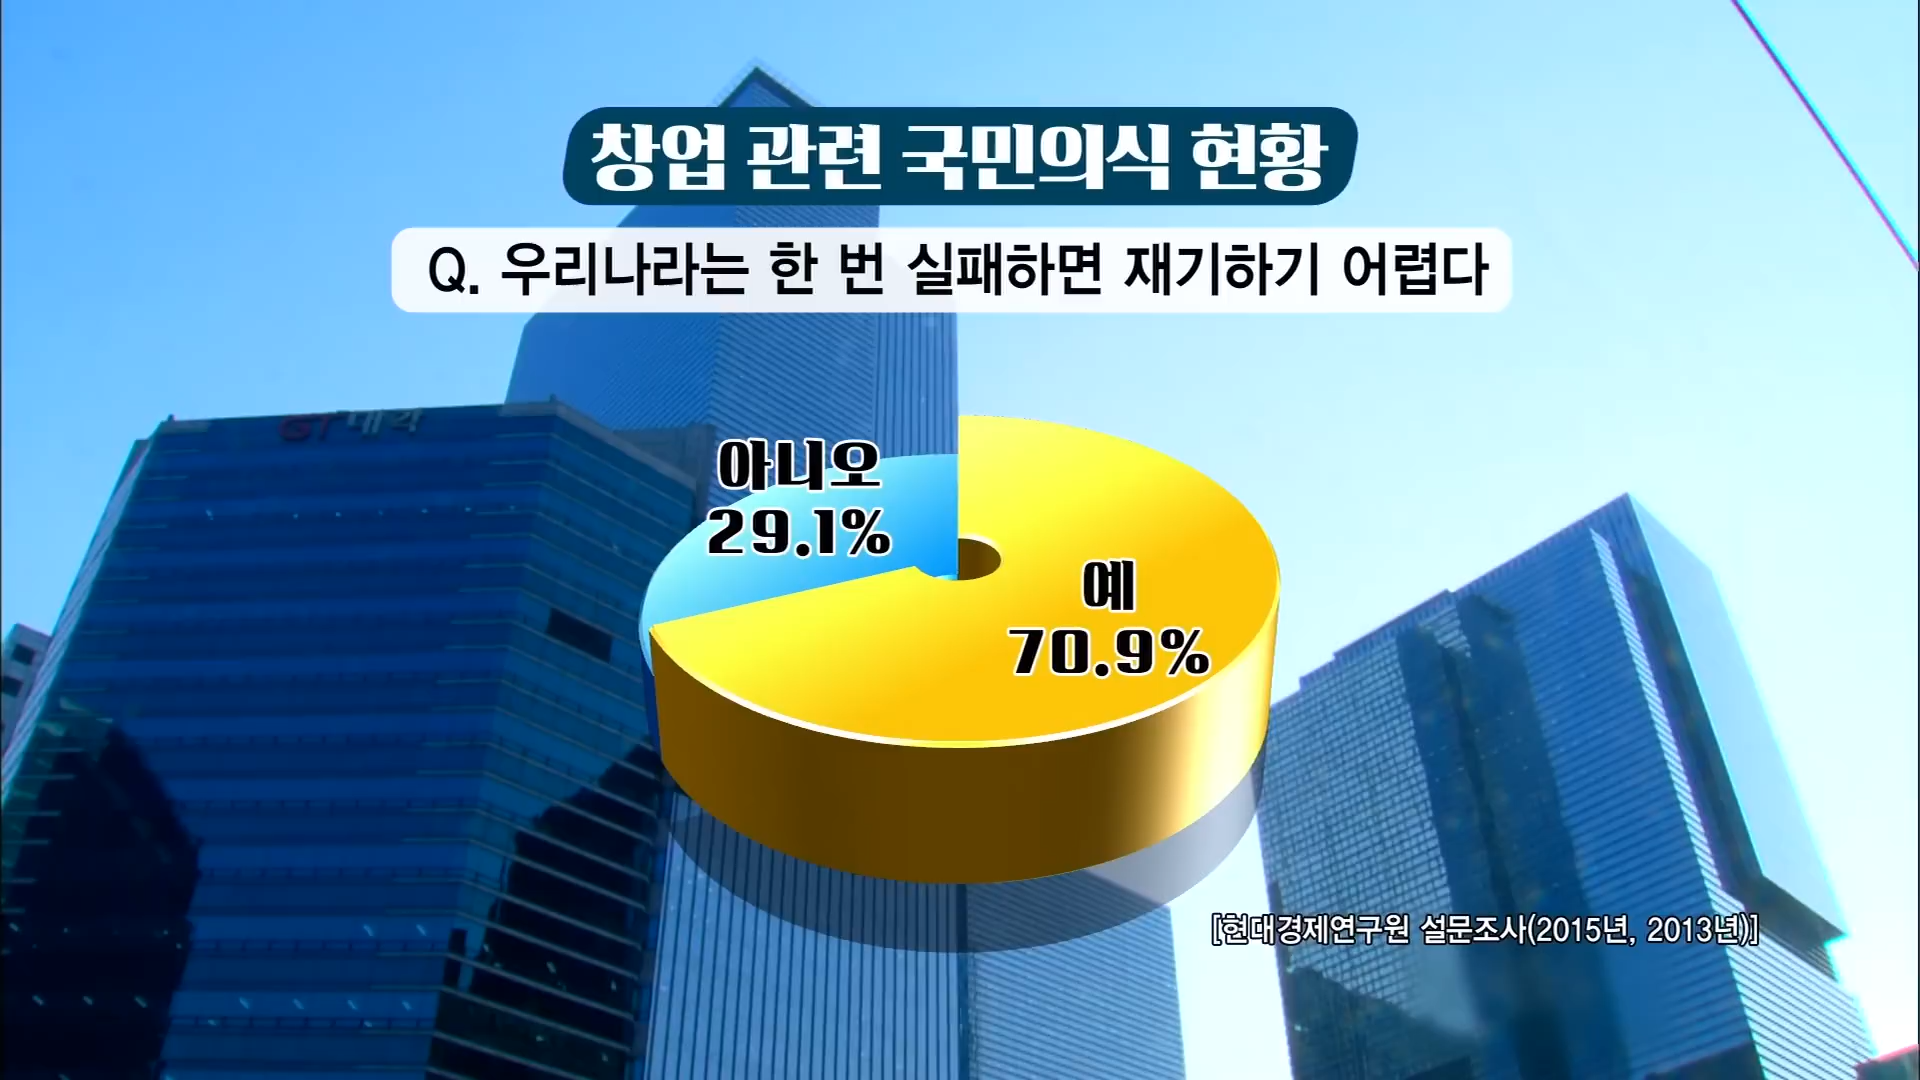 창업 관련 국민의식 현황
Q. 우리나라는 한 번 실패하면 재기하기 어렵다
아니오
29.1%
예
70.9%
[현대경제연구원 설문조사(2015년, 2013년)]